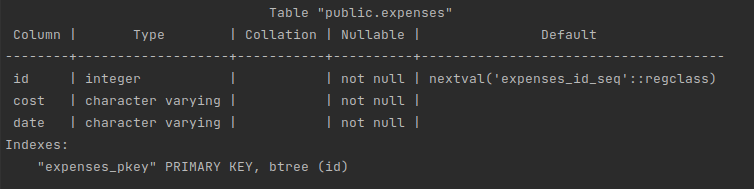 Table "public.expenses"
 Column |       Type        | Collation | Nullable |               Default
--------+-------------------+-----------+----------+--------------------------------------
 id     | integer           |           | not null | nextval('expenses_id_seq'::regclass)
 cost   | character varying |           | not null |
 date   | character varying |           | not null |
Indexes:
    "expenses_pkey" PRIMARY KEY, btree (id)